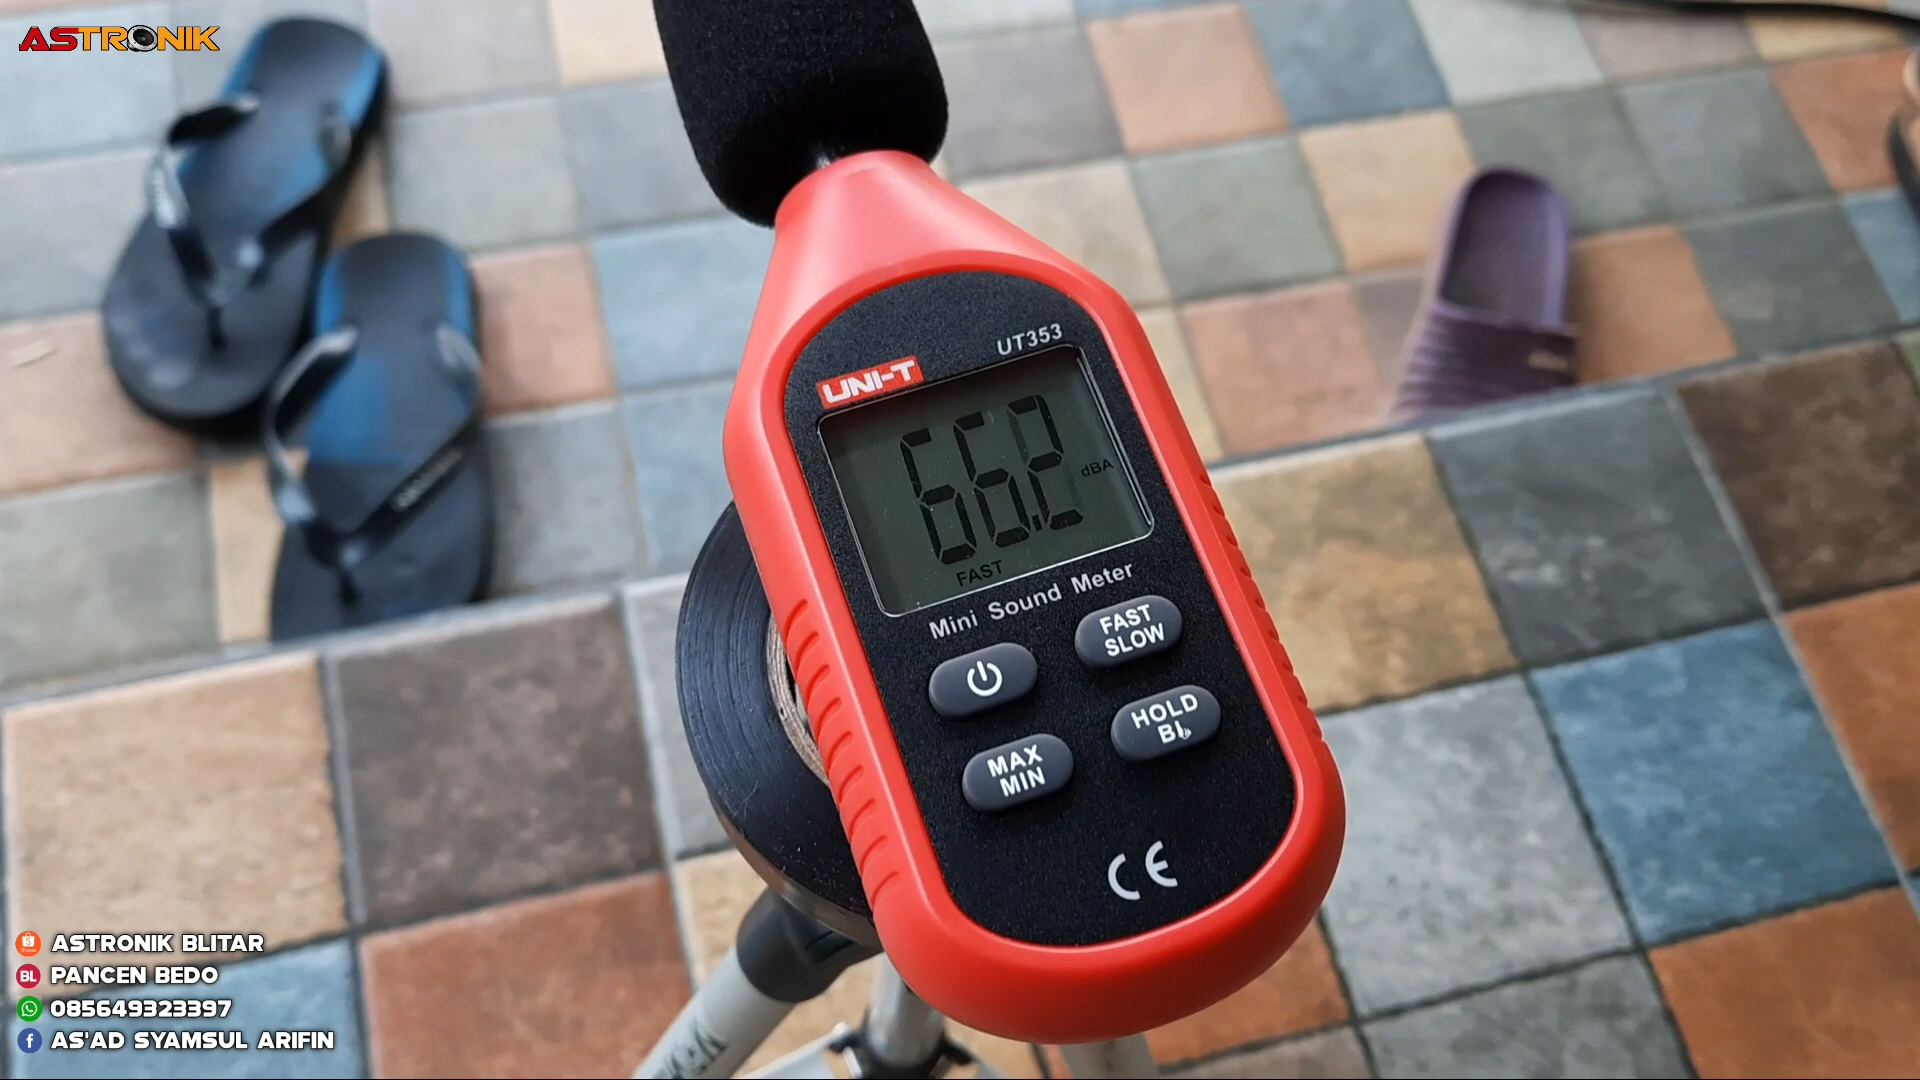 ASTRONIK
UT353
UNI-T
66.2
dBA
FAST
Mini Sound Meter
FAST
SLOW
HOLD
BL
MAX
MIN
CE
ASTRONIK BLITAR
BL PANCEN BEDO
085649323397
f AS'AD SYAMSUL ARIFIN